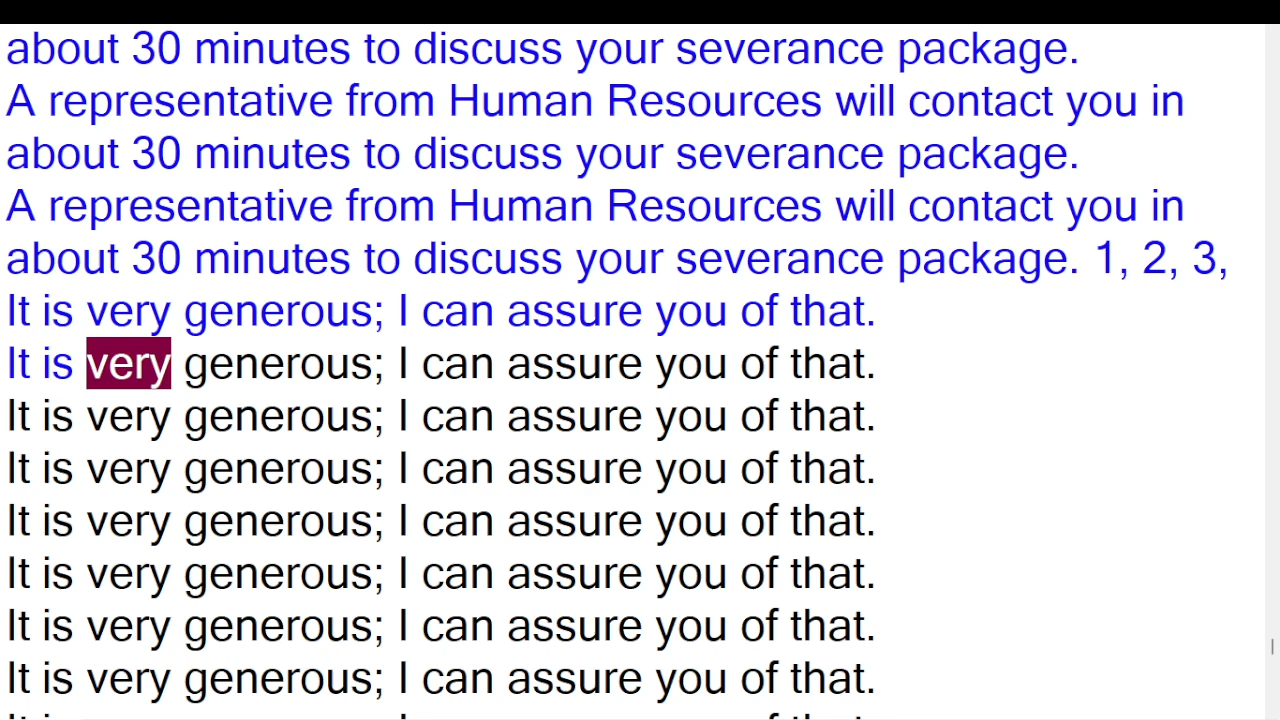 about 30 minutes to discuss your severance package.
A representative from Human Resources will contact you in
about 30 minutes to discuss your severance package.
A representative from Human Resources will contact you in
about 30 minutes to discuss your severance package. 1, 2, 3,
It is very generous; I can assure you of that.
It is very generous; I can assure you of that.
It is very generous; I can assure you of that.
It is very generous; I can assure you of that.
It is very generous; I can assure you of that.
It is very generous; I can assure you of that.
It is very generous; I can assure you of that.
It is very generous; I can assure you of that.